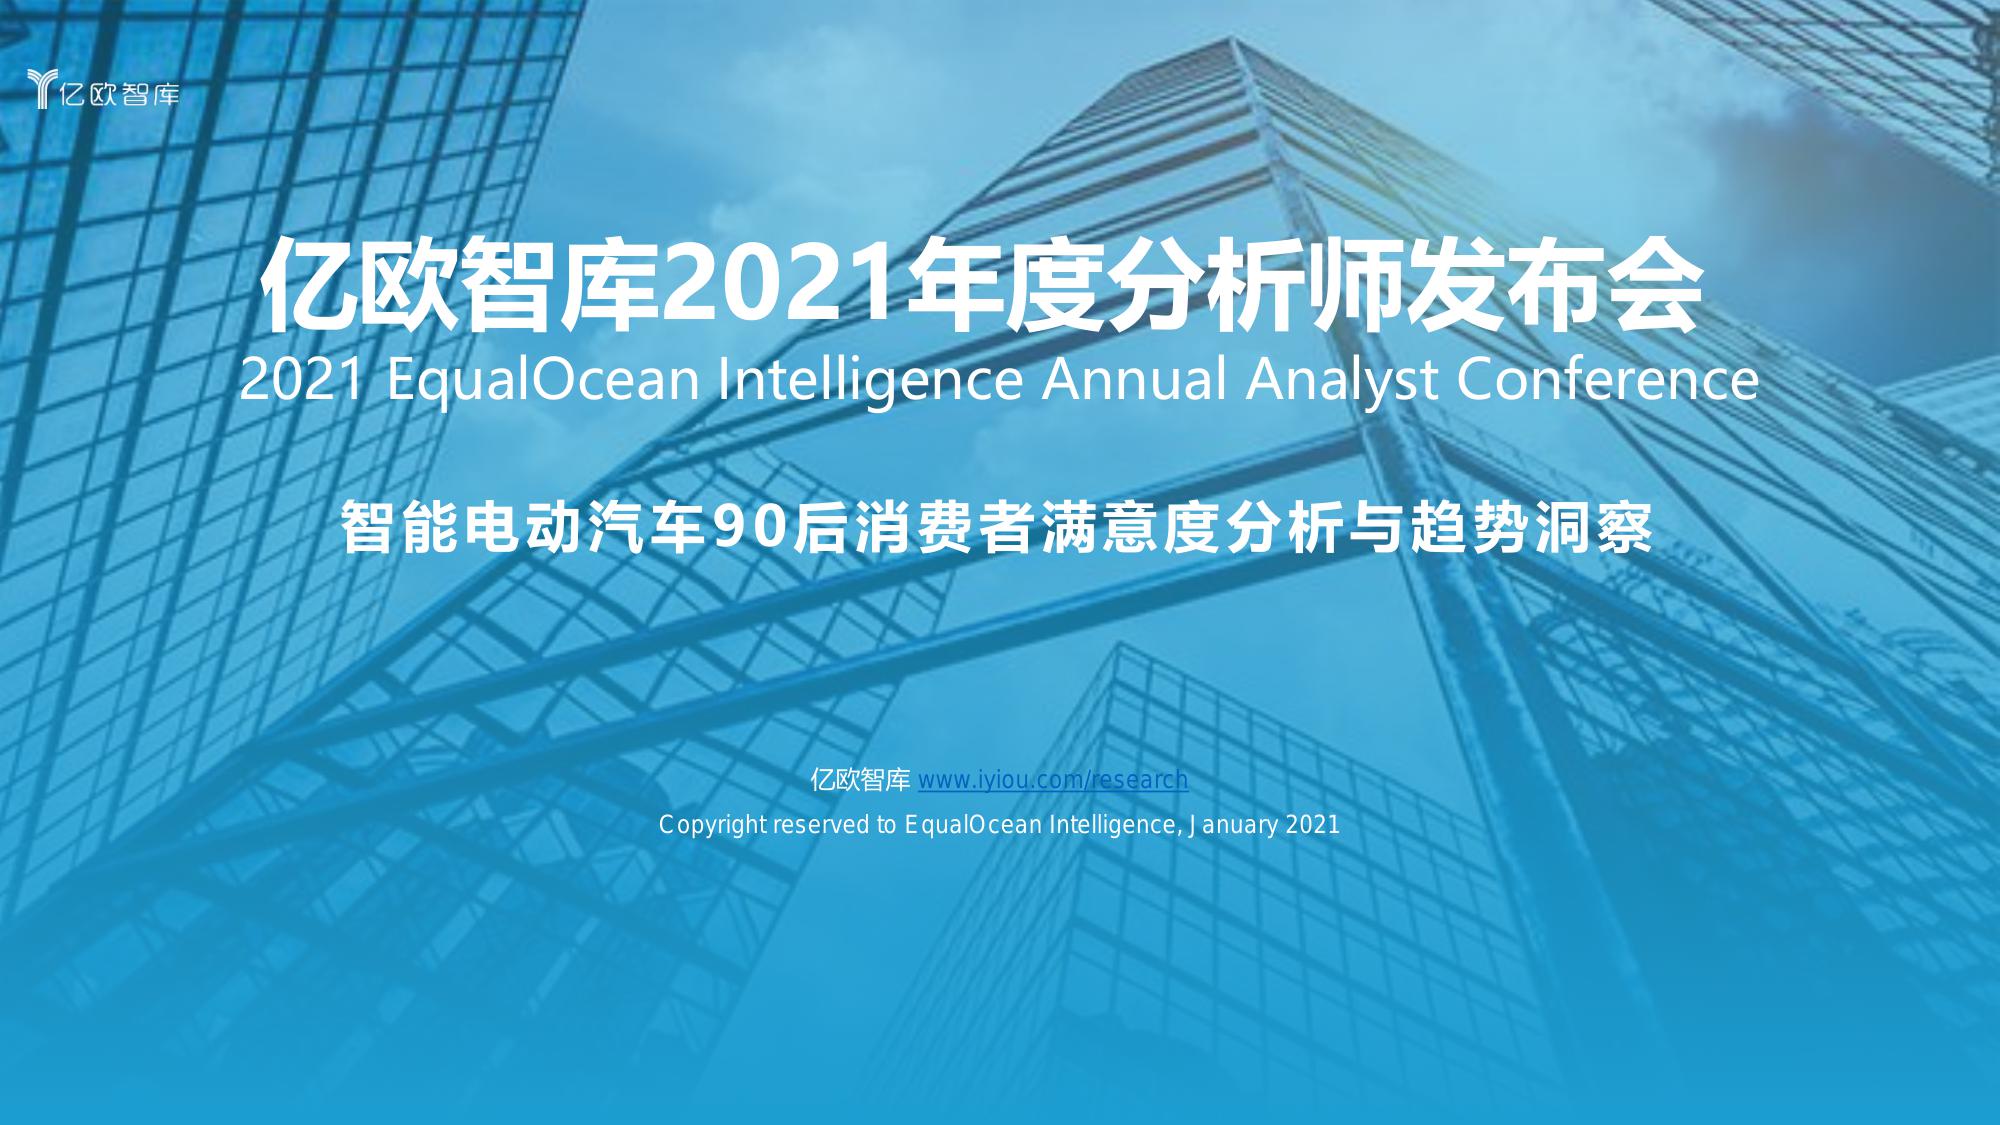 亿欧智库
亿欧智库2021年度分析师发布会
2021 EqualOcean Intelligence Annual Analyst Conference
智能电动汽车90后消费者满意度分析与趋势洞察
亿欧智库 www.iyiou.com/research
Copyright reserved to EqualOcean Intelligence, January 2021